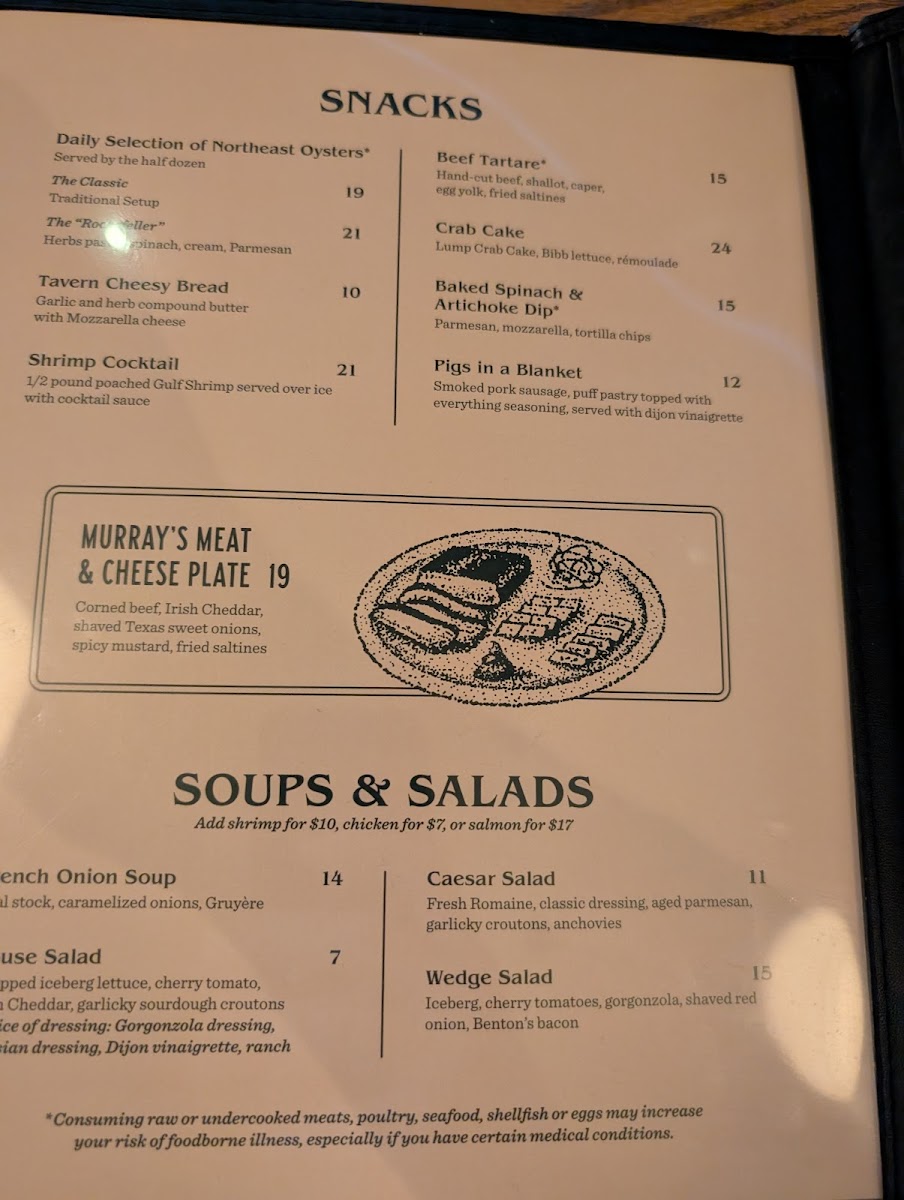 SNACKS
Daily Selection of Northeast Oysters*
Served by the half dozen
The Classic 19
Traditional Setup
The 21
Herbs cream, Parmesan
Tavern Cheesy Bread 10
Garlic and herb compound butter
with Mozzarella cheese
Shrimp Cocktail 21
1/2 pound poached Gulf Shrimp served over ice
with cocktail sauce
Beef Tartare* 15
Hand-cut beef, shallot, caper,
egg yolk, fried saltines
Crab Cake 24
Lump Crab Cake, Bibb lettuce, rémoulade
Baked Spinach &
Artichoke Dip* 15
Parmesan, mozzarella, tortilla chips
Pigs in a Blanket 12
Smoked pork sausage, puff pastry topped with
everything seasoning, served with dijon vinaigrette
MURRAY'S MEAT
& CHEESE PLATE 19
Corned beef, Irish Cheddar,
shaved Texas sweet onions,
spicy mustard, fried saltines
SOUPS & SALADS
Add shrimp for $10, chicken for $7, or salmon for $17
Onion Soup 14
stock, caramelized onions, Gruyère
Salad 7
iceberg lettuce, cherry tomato,
Cheddar, garlicky sourdough croutons
of dressing: Gorgonzola dressing,
dressing, Dijon vinaigrette, ranch
Caesar Salad 11
Fresh Romaine, classic dressing, aged parmesan,
garlicky croutons, anchovies
Wedge Salad 15
Iceberg, cherry tomatoes, gorgonzola, shaved red
onion, Benton's bacon
*Consuming raw or undercooked meats, poultry, seafood, shellfish or eggs may increase
your risk of foodborne illness, especially if you have certain medical conditions.